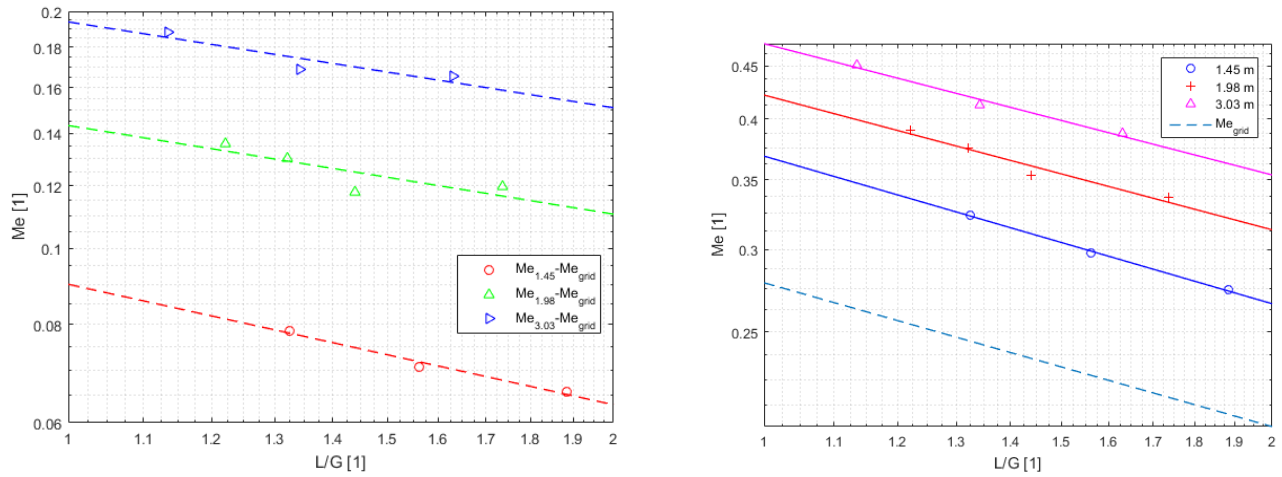 0.2
0.18
0.16
0.14
0.12
0.1
0.08
0.06
Me [1]
Me1.45-Megrid
Me1.98-Megrid
Me3.03-Megrid
1 1.1 1.2 1.3 1.4 1.5 1.6 1.7 1.8 1.9 2
L/G [1]
0.45
0.4
0.35
0.3
0.25
Me [1]
1.45 m
1.98 m
3.03 m
Megrid
1 1.1 1.2 1.3 1.4 1.5 1.6 1.7 1.8 1.9 2
L/G [1]